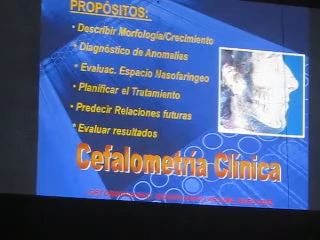 PROPÓSITOS:
• Describir Morfología/Crecimiento
• Diagnóstico de Anomalías
• Evaluac. Espacio Nasofaríngeo
• Planificar el Tratamiento
• Predecir Relaciones futuras
• Evaluar resultados
Cefalometría Clínica